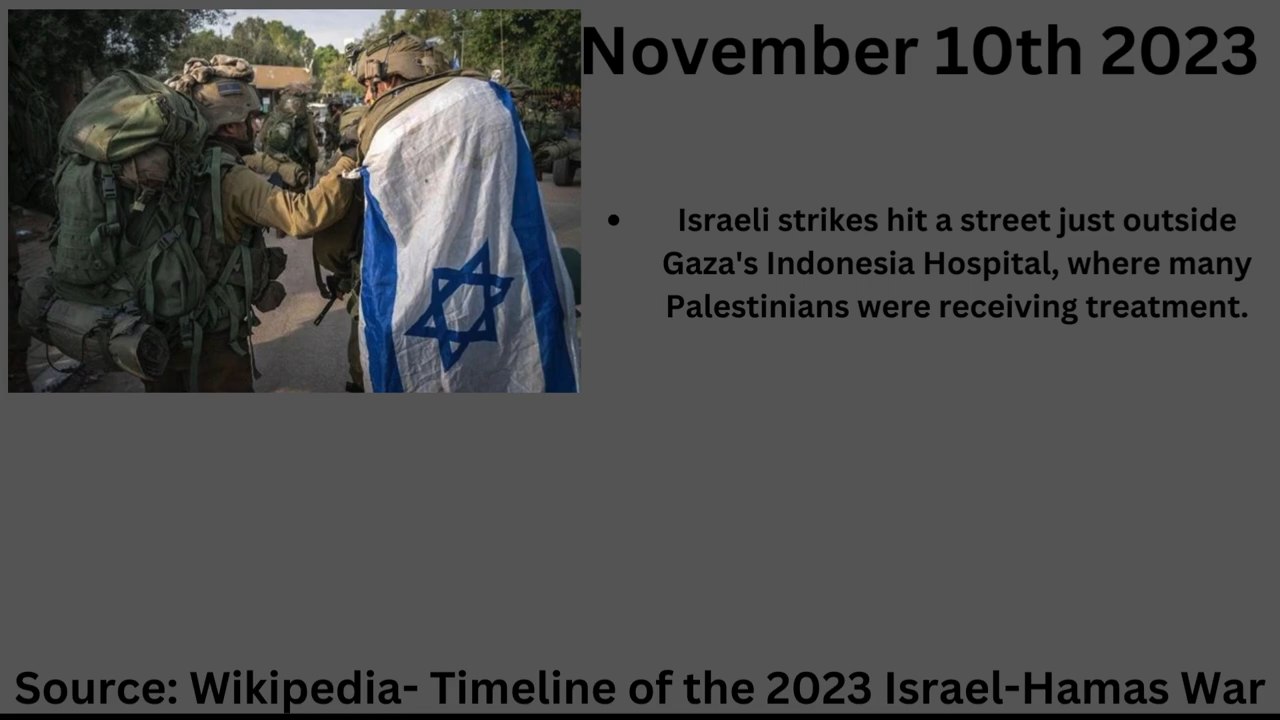 November 10th 2023
• Israeli strikes hit a street just outside
Gaza's Indonesia Hospital, where many
Palestinians were receiving treatment.
Source: Wikipedia- Timeline of the 2023 Israel-Hamas War